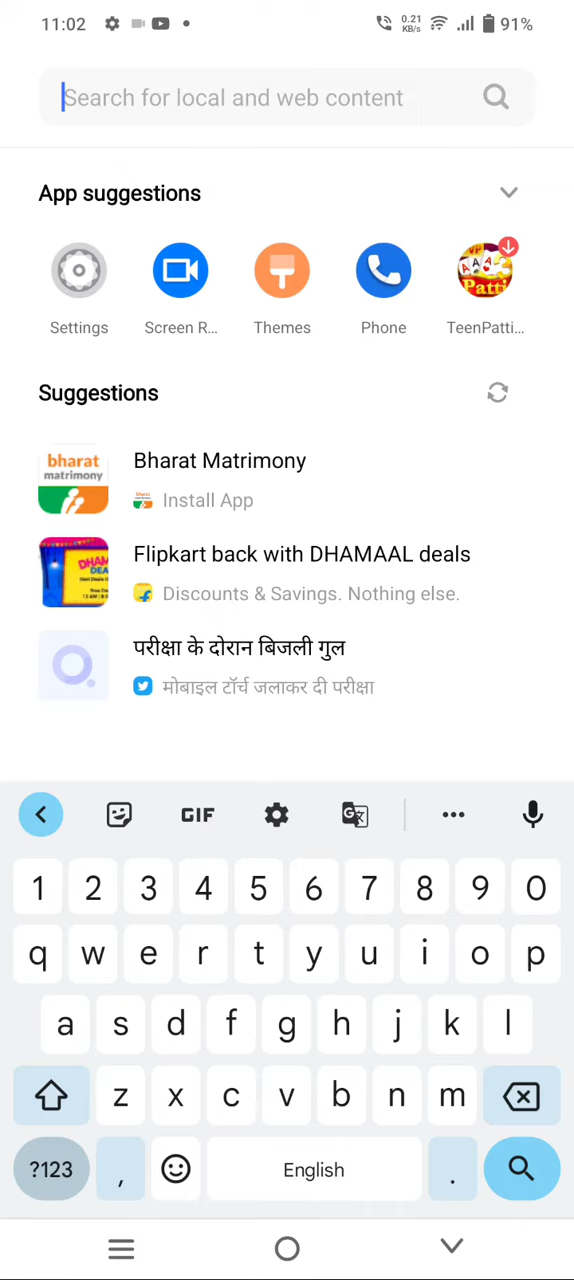 11:02 0.21 KB/s 91%
Search for local and web content
App suggestions
Settings Screen R... Themes Phone TeenPatti...
Suggestions
bharat matrimony
Bharat Matrimony
Install App
Flipkart back with DHAMAAL deals
Discounts & Savings. Nothing else.
परीक्षा के दोरान बिजली गुल
मोबाइल टॉर्च जलाकर दी परीक्षा
GIF
1 2 3 4 5 6 7 8 9 0
q w e r t y u i o p
a s d f g h j k l
z x c v b n m
?123 , English .